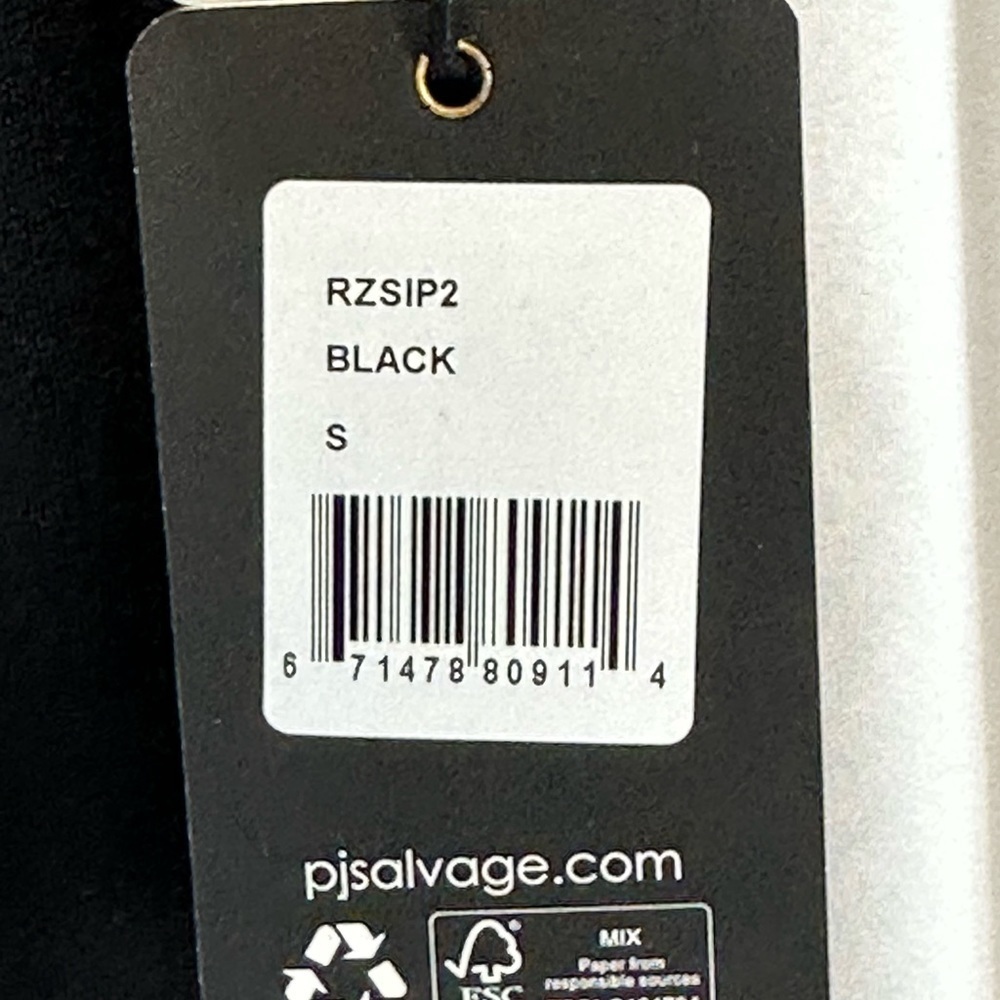 RZSIP2
BLACK
S
6 71478 80911 4
pjsalvage.com
MIX
Paper from
responsible sources
FSC